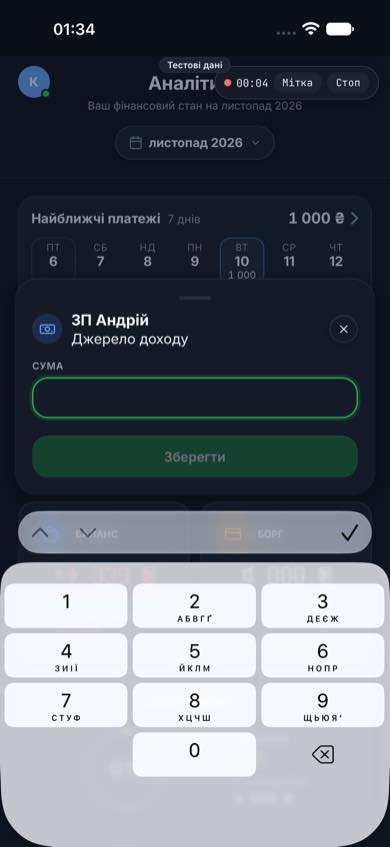 01:34
Тестові дані
K
Аналіти
00:04
Мітка
Стоп
Ваш фінансовий стан на листопад 2026
листопад 2026
Найближчі платежі 7 днів 1 000 ₴
ПТ СБ НД ПН ВТ СР ЧТ
6 7 8 9 10 11 12
1 000
ЗП Андрій
Джерело доходу
СУМА
Зберегти
БАЛАНС БОРГ
1 2 3
АБВГҐ ДЕЄЖ
4 5 6
ЗИІЇ ЙКЛМ НОПР
7 8 9
СТУФ ХЦЧШ ЩЬЮЯ'
0